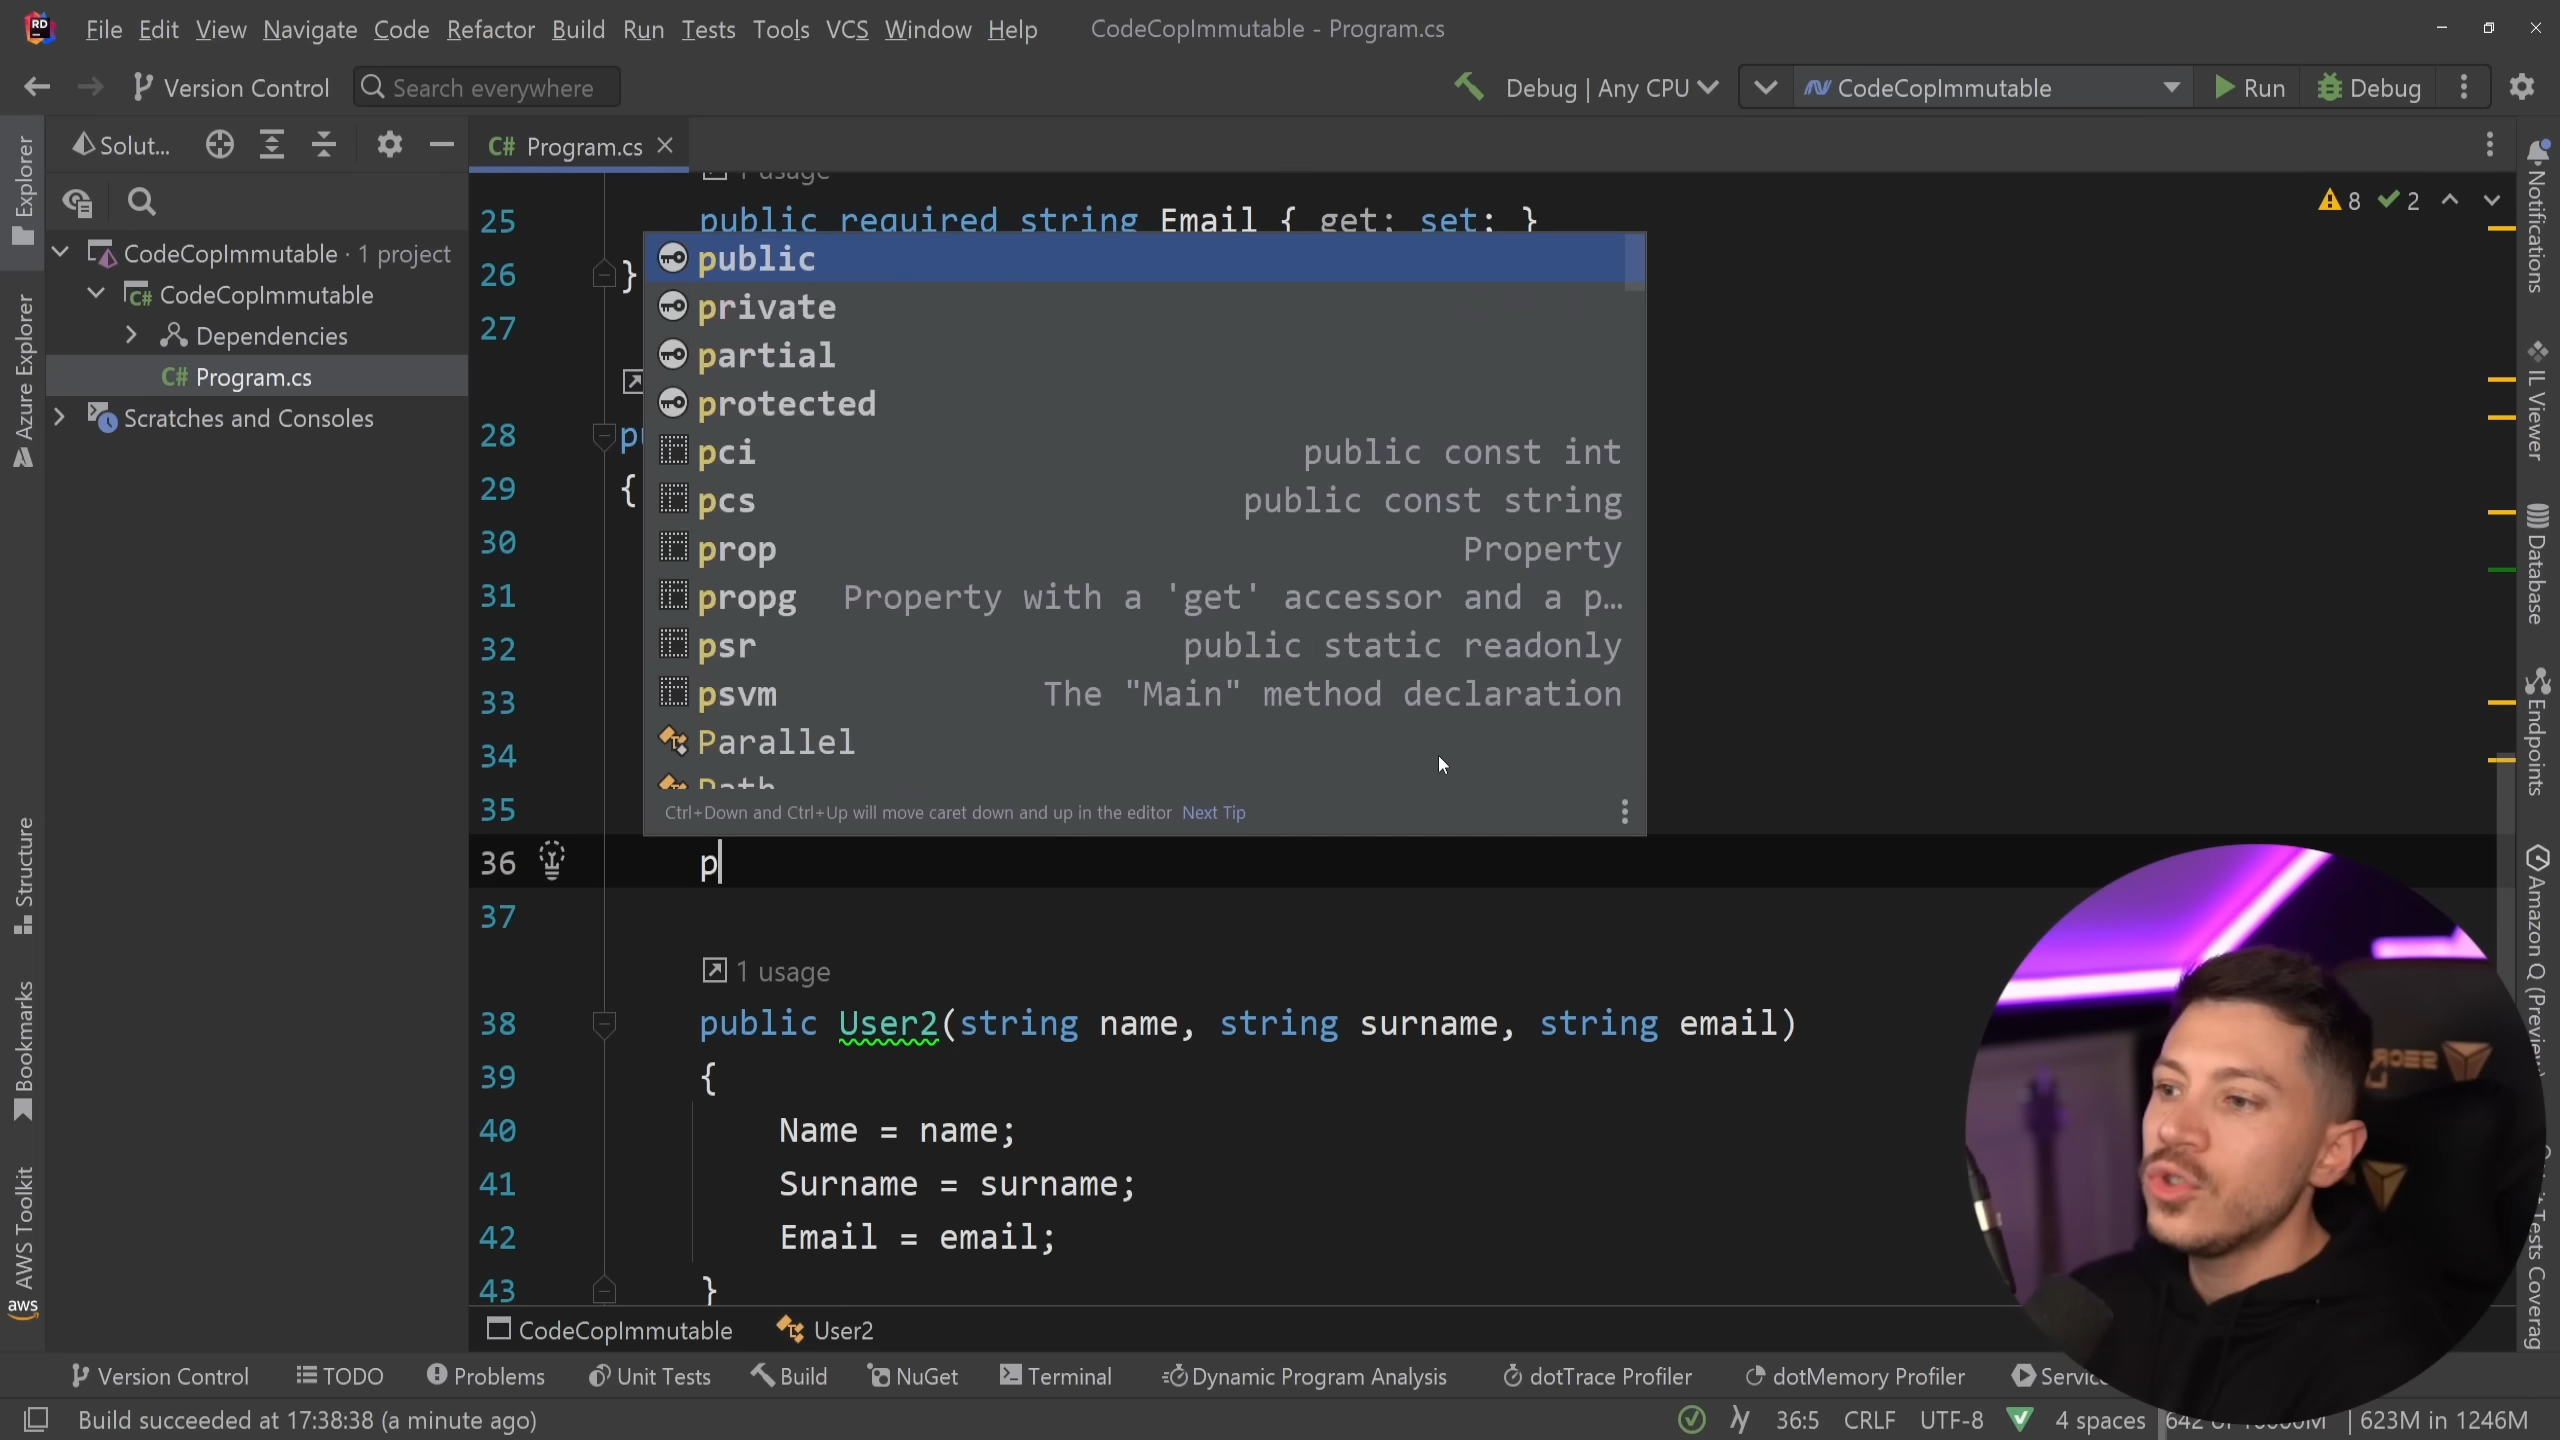 File Edit View Navigate Code Refactor Build Run Tests Tools VCS Window Help CodeCopImmutable - Program.cs
Version Control Search everywhere Debug | Any CPU CodeCopImmutable Run Debug
Solut... C# Program.cs
1 usage
25 public required string Email { get; set; }
8 2
CodeCopImmutable · 1 project
C# CodeCopImmutable
Dependencies
C# Program.cs
Scratches and Consoles
26 }
27
28
29 {
30
31
32
33
34
35
public
private
partial
protected
pci public const int
pcs public const string
prop Property
propg Property with a 'get' accessor and a p…
psr public static readonly
psvm The "Main" method declaration
Parallel
Path
Ctrl+Down and Ctrl+Up will move caret down and up in the editor Next Tip
36 p
37
1 usage
38 public User2(string name, string surname, string email)
39 {
40 Name = name;
41 Surname = surname;
42 Email = email;
43 }
CodeCopImmutable User2
Version Control TODO Problems Unit Tests Build NuGet Terminal Dynamic Program Analysis dotTrace Profiler dotMemory Profiler
Build succeeded at 17:38:38 (a minute ago) 36:5 CRLF UTF-8 4 spaces 623M in 1246M
Explorer
Azure Explorer
Structure
Bookmarks
AWS Toolkit
aws
Notifications
IL Viewer
Database
Endpoints
Amazon Q (Preview)